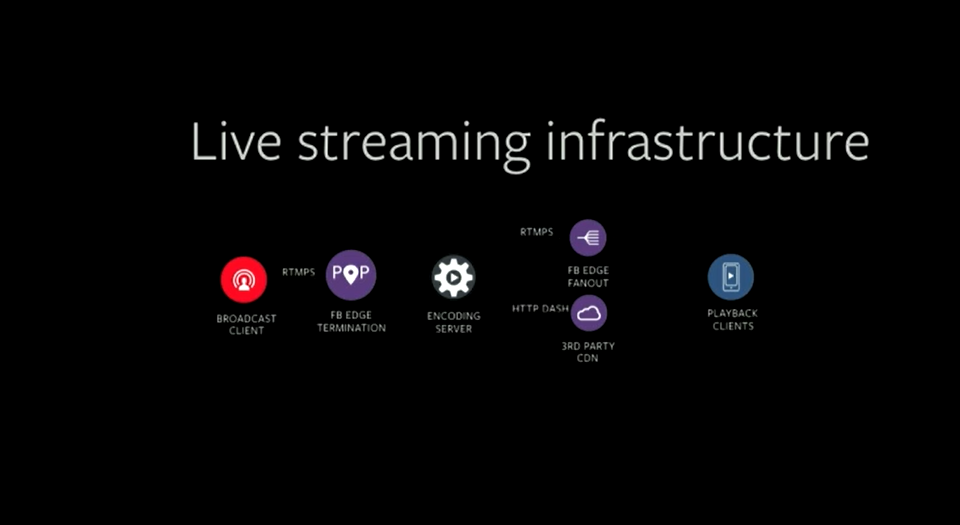 Live streaming infrastructure
RTMPS
FB EDGE
FANOUT
RTMPS
POP
BROADCAST
CLIENT
FB EDGE
TERMINATION
ENCODING
SERVER
HTTP DASH
3RD PARTY
CDN
PLAYBACK
CLIENTS